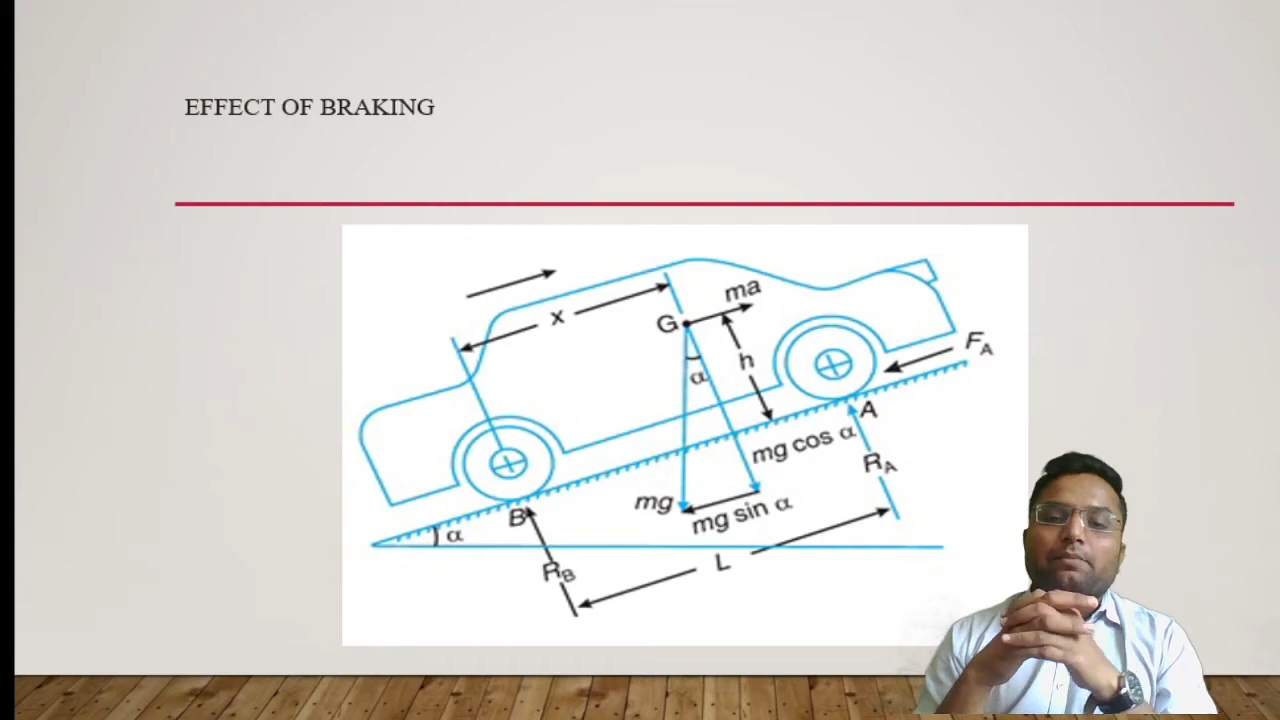 EFFECT OF BRAKING
ma
x
G
h
F_A
α
A
mg cos α
R_A
mg
mg sin α
B
α
R_B
L